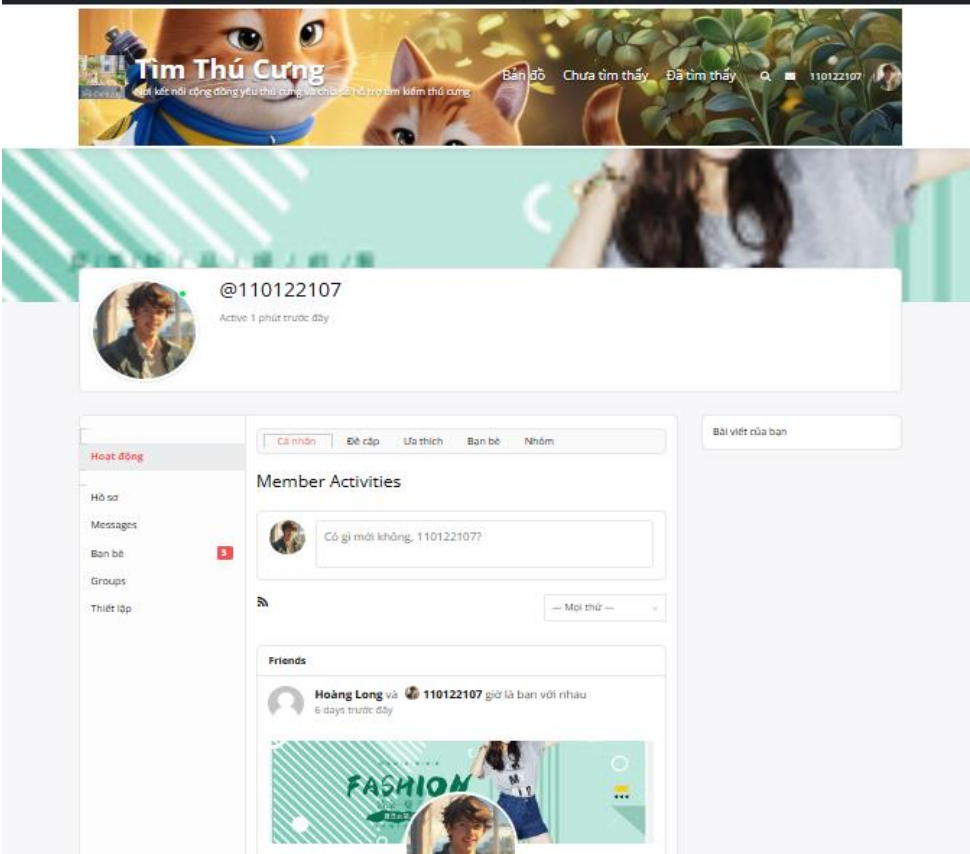 Tìm Thú Cưng
Nơi kết nối cộng đồng yêu thú cưng và chia sẻ hỗ trợ tìm kiếm thú cưng
Bản đồ Chưa tìm thấy Đã tìm thấy 110122107
@110122107
Active 1 phút trước đây
Hoạt động
Hồ sơ
Messages
Bạn bè 3
Groups
Thiết lập
Cá nhân Đề cập Ưa thích Bạn bè Nhóm
Member Activities
Có gì mới không, 110122107?
— Mọi thứ —
Friends
Hoàng Long và 110122107 giờ là bạn với nhau
6 days trước đây
FASHION
Bài viết của bạn